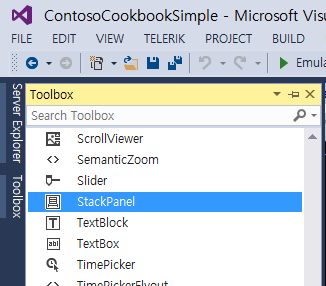 ContosoCookbookSimple - Microsoft Visu
FILE EDIT VIEW TELERIK PROJECT BUILD
Emula
Server Explorer
Toolbox
Toolbox
Search Toolbox
ScrollViewer
SemanticZoom
Slider
StackPanel
T TextBlock
abl TextBox
TimePicker
TimePickerFlyout